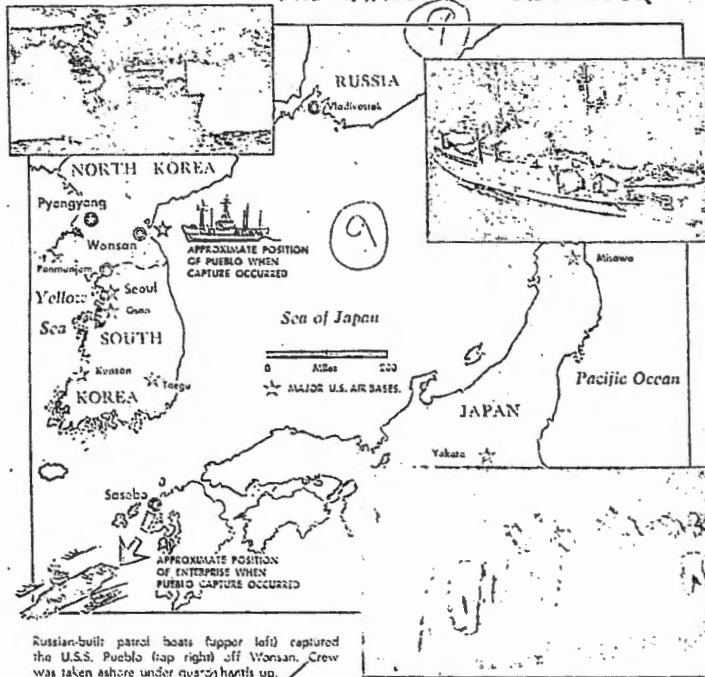 9
RUSSIA
Vladivostok
NORTH KOREA
Pyongyang
Wonsan
APPROXIMATE POSITION
OF PUEBLO WHEN
CAPTURE OCCURRED
9
Panmunjom
Misawa
Yellow
Sea
Seoul
Osan
Sea of Japan
SOUTH
KOREA
0 Miles 200
Kunsan
Taegu
MAJOR U.S. AIR BASES.
Pacific Ocean
JAPAN
Yokota
Sasebo
APPROXIMATE POSITION
OF ENTERPRISE WHEN
PUEBLO CAPTURE OCCURRED
Russian-built patrol boats (upper left) captured
the U.S.S. Pueblo (top right) off Wonsan. Crew
was taken ashore under guard, hands up.